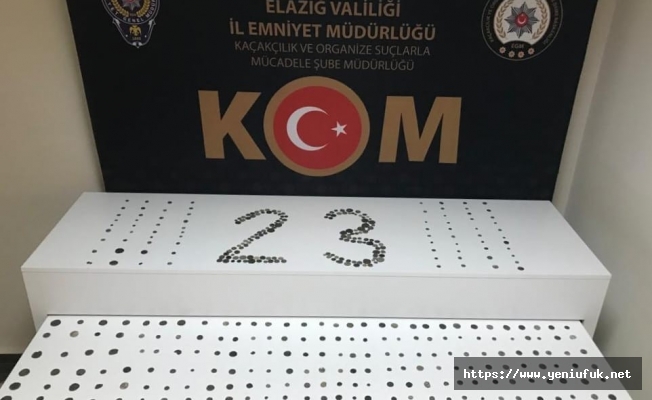 ELAZIĞ VALİLİĞİ
İL EMNİYET MÜDÜRLÜĞÜ
KAÇAKÇILIK VE ORGANİZE SUÇLARLA
MÜCADELE ŞUBE MÜDÜRLÜĞÜ
KOM
23
https://www.yeniufuk.net